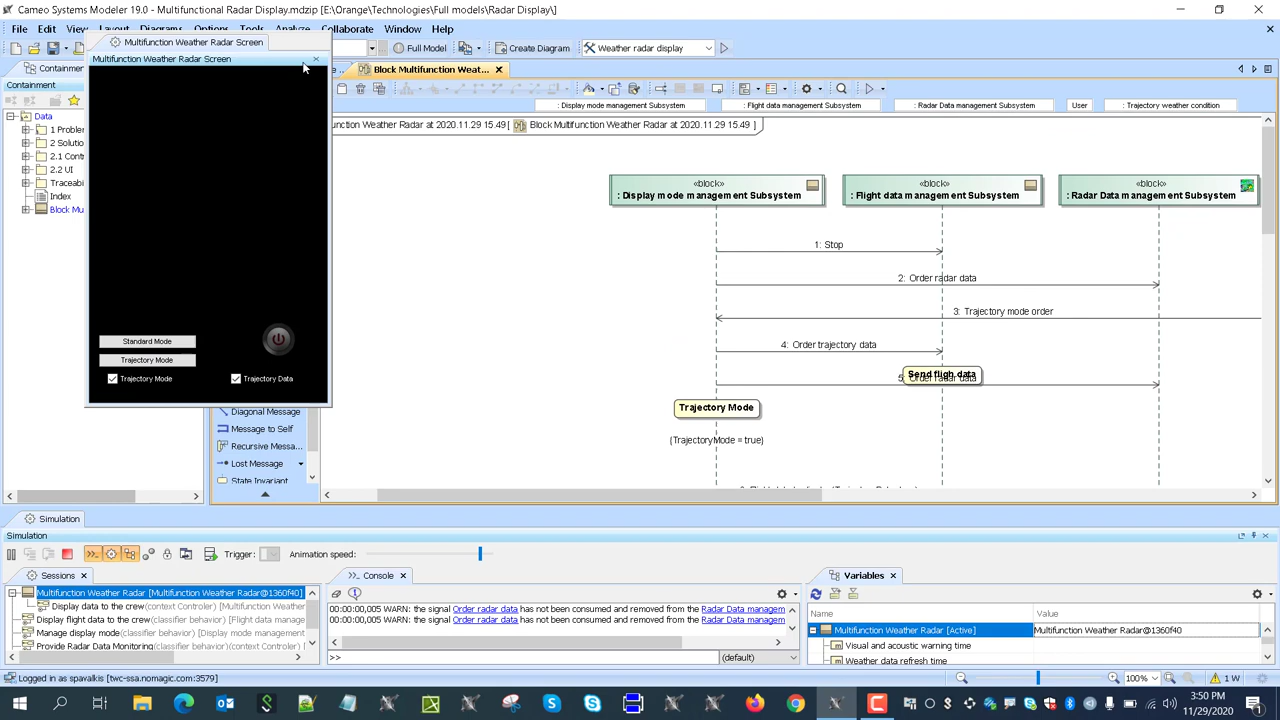 Cameo Systems Modeler 19.0 - Multifunctional Radar Display.mdzip [E:\Orange\Technologies\Full models\Radar Display\]
File Edit View Layout Diagrams Options Tools Analyze Collaborate Window Help
Full Model Create Diagram Weather radar display
Multifunction Weather Radar Screen
Multifunction Weather Radar Screen
Containment
Block Multifunction Weat...
Data
1 Problem
2 Solution
2.1 Cont
2.2 UI
Traceab
Index
Block Mu
Standard Mode
Trajectory Mode
Trajectory Mode
Trajectory Data
Diagonal Message
Message to Self
Recursive Messa...
Lost Message
State Invariant
: Display mode management Subsystem
: Flight data management Subsystem
: Radar Data management Subsystem
User
: Trajectory weather condition
Function Weather Radar at 2020.11.29 15.49 [ Block Multifunction Weather Radar at 2020.11.29 15.49 ]
«block»
: Display mode management Subsystem
«block»
: Flight data management Subsystem
«block»
: Radar Data management Subsystem
1: Stop
2: Order radar data
3: Trajectory mode order
4: Order trajectory data
Send fligh data
5: Order radar data
Trajectory Mode
{TrajectoryMode = true}
Simulation
Simulation
Trigger: Animation speed:
Sessions
Multifunction Weather Radar [Multifunction Weather Radar@1360f40]
Display data to the crew(context Controler) [Multifunction Weather
Display flight data to the crew(classifier behavior) [Flight data manage
Manage display mode(classifier behavior) [Display mode management
Provide Radar Data Monitoring(classifier behavior)(context Controler)
Console
00:00:00,005 WARN: the signal Order radar data has not been consumed and removed from the Radar Data managem
00:00:00,005 WARN: the signal Order radar data has not been consumed and removed from the Radar Data managem
>> (default)
Variables
Name Value
Multifunction Weather Radar [Active] Multifunction Weather Radar@1360f40
Visual and acoustic warning time
Weather data refresh time
Logged in as spavalkis [twc-ssa.nomagic.com:3579]
100% 1 W
3:50 PM
11/29/2020